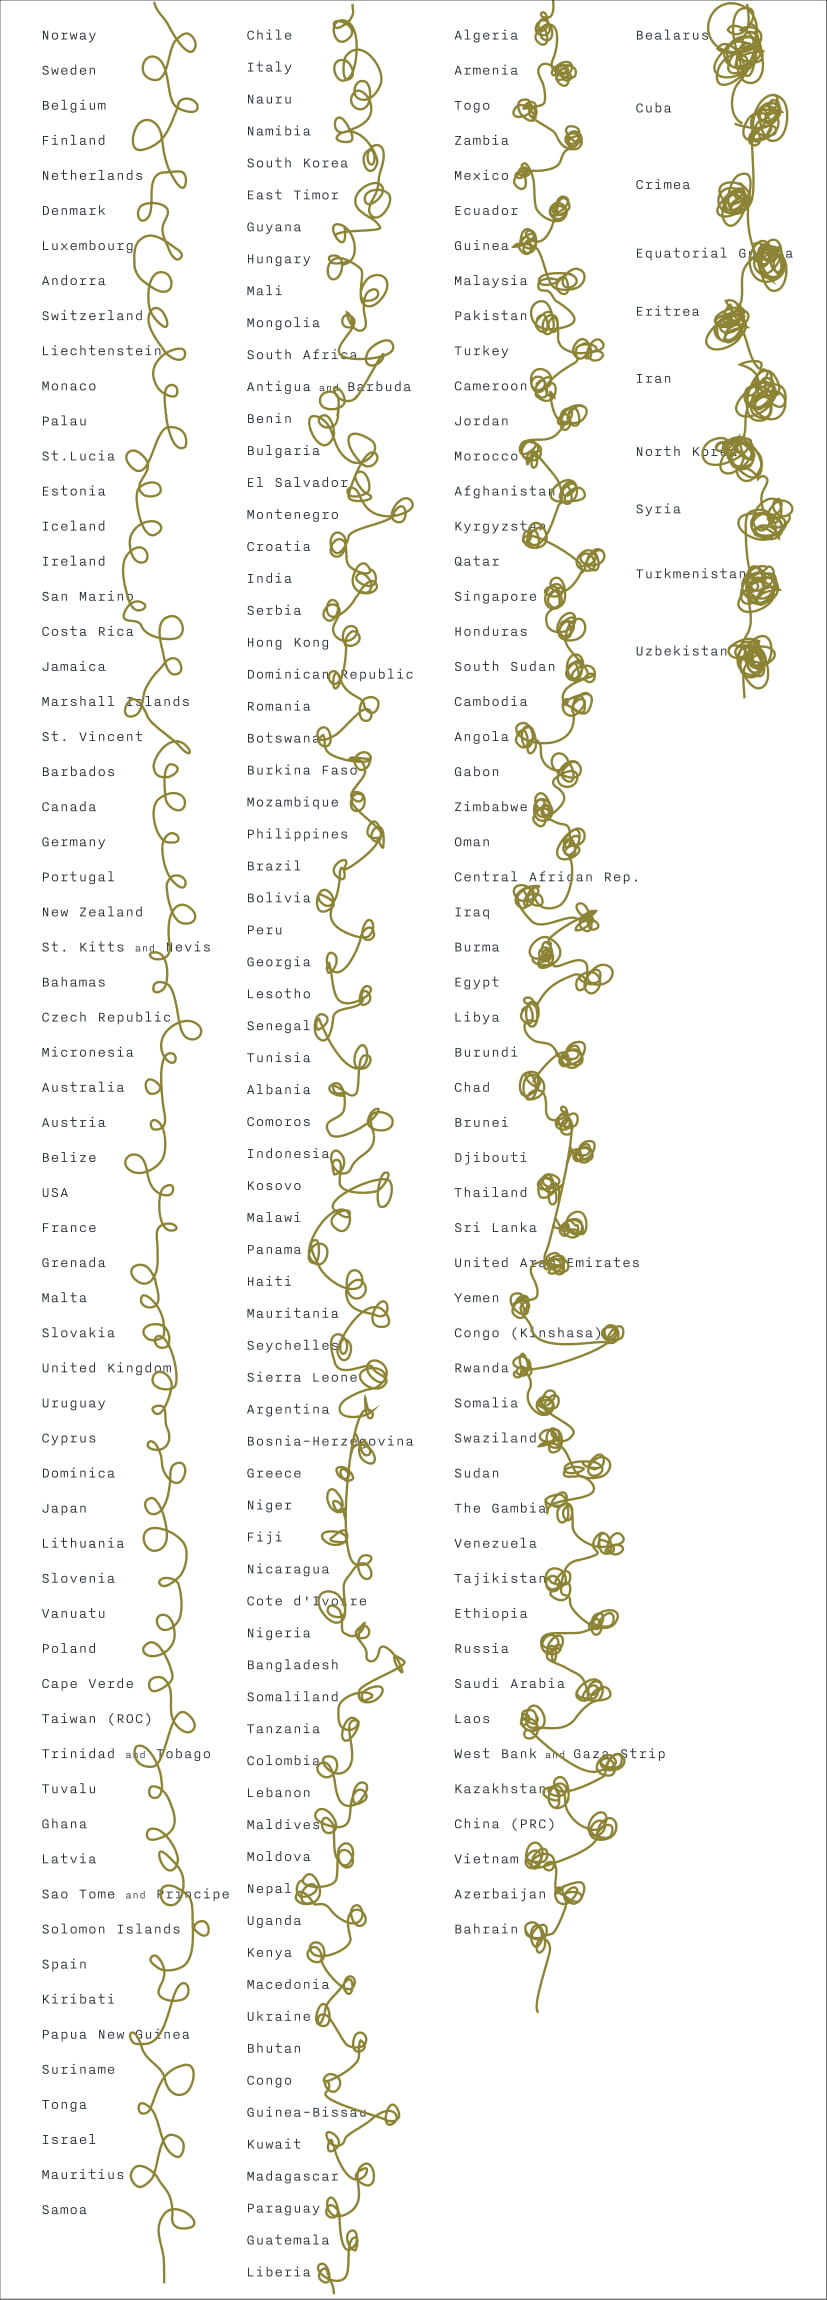 Norway
Sweden
Belgium
Finland
Netherlands
Denmark
Luxembourg
Andorra
Switzerland
Liechtenstein
Monaco
Palau
St.Lucia
Estonia
Iceland
Ireland
San Marino
Costa Rica
Jamaica
Marshall Islands
St. Vincent
Barbados
Canada
Germany
Portugal
New Zealand
St. Kitts and Nevis
Bahamas
Czech Republic
Micronesia
Australia
Austria
Belize
USA
France
Grenada
Malta
Slovakia
United Kingdom
Uruguay
Cyprus
Dominica
Japan
Lithuania
Slovenia
Vanuatu
Poland
Cape Verde
Taiwan (ROC)
Trinidad and Tobago
Tuvalu
Ghana
Latvia
Sao Tome and Principe
Solomon Islands
Spain
Kiribati
Papua New Guinea
Suriname
Tonga
Israel
Mauritius
Samoa
Chile
Italy
Nauru
Namibia
South Korea
East Timor
Guyana
Hungary
Mali
Mongolia
South Africa
Antigua and Barbuda
Benin
Bulgaria
El Salvador
Montenegro
Croatia
India
Serbia
Hong Kong
Dominican Republic
Romania
Botswana
Burkina Faso
Mozambique
Philippines
Brazil
Bolivia
Peru
Georgia
Lesotho
Senegal
Tunisia
Albania
Comoros
Indonesia
Kosovo
Malawi
Panama
Haiti
Mauritania
Seychelles
Sierra Leone
Argentina
Bosnia-Herzegovina
Greece
Niger
Fiji
Nicaragua
Cote d'Ivoire
Nigeria
Bangladesh
Somaliland
Tanzania
Colombia
Lebanon
Maldives
Moldova
Nepal
Uganda
Kenya
Macedonia
Ukraine
Bhutan
Congo
Guinea-Bissau
Kuwait
Madagascar
Paraguay
Guatemala
Liberia
Algeria
Armenia
Togo
Zambia
Mexico
Ecuador
Guinea
Malaysia
Pakistan
Turkey
Cameroon
Jordan
Morocco
Afghanistan
Kyrgyzstan
Qatar
Singapore
Honduras
South Sudan
Cambodia
Angola
Gabon
Zimbabwe
Oman
Central African Rep.
Iraq
Burma
Egypt
Libya
Burundi
Chad
Brunei
Djibouti
Thailand
Sri Lanka
United Arab Emirates
Yemen
Congo (Kinshasa)
Rwanda
Somalia
Swaziland
Sudan
The Gambia
Venezuela
Tajikistan
Ethiopia
Russia
Saudi Arabia
Laos
West Bank and Gaza Strip
Kazakhstan
China (PRC)
Vietnam
Azerbaijan
Bahrain
Bealarus
Cuba
Crimea
Equatorial Guinea
Eritrea
Iran
North Korea
Syria
Turkmenistan
Uzbekistan